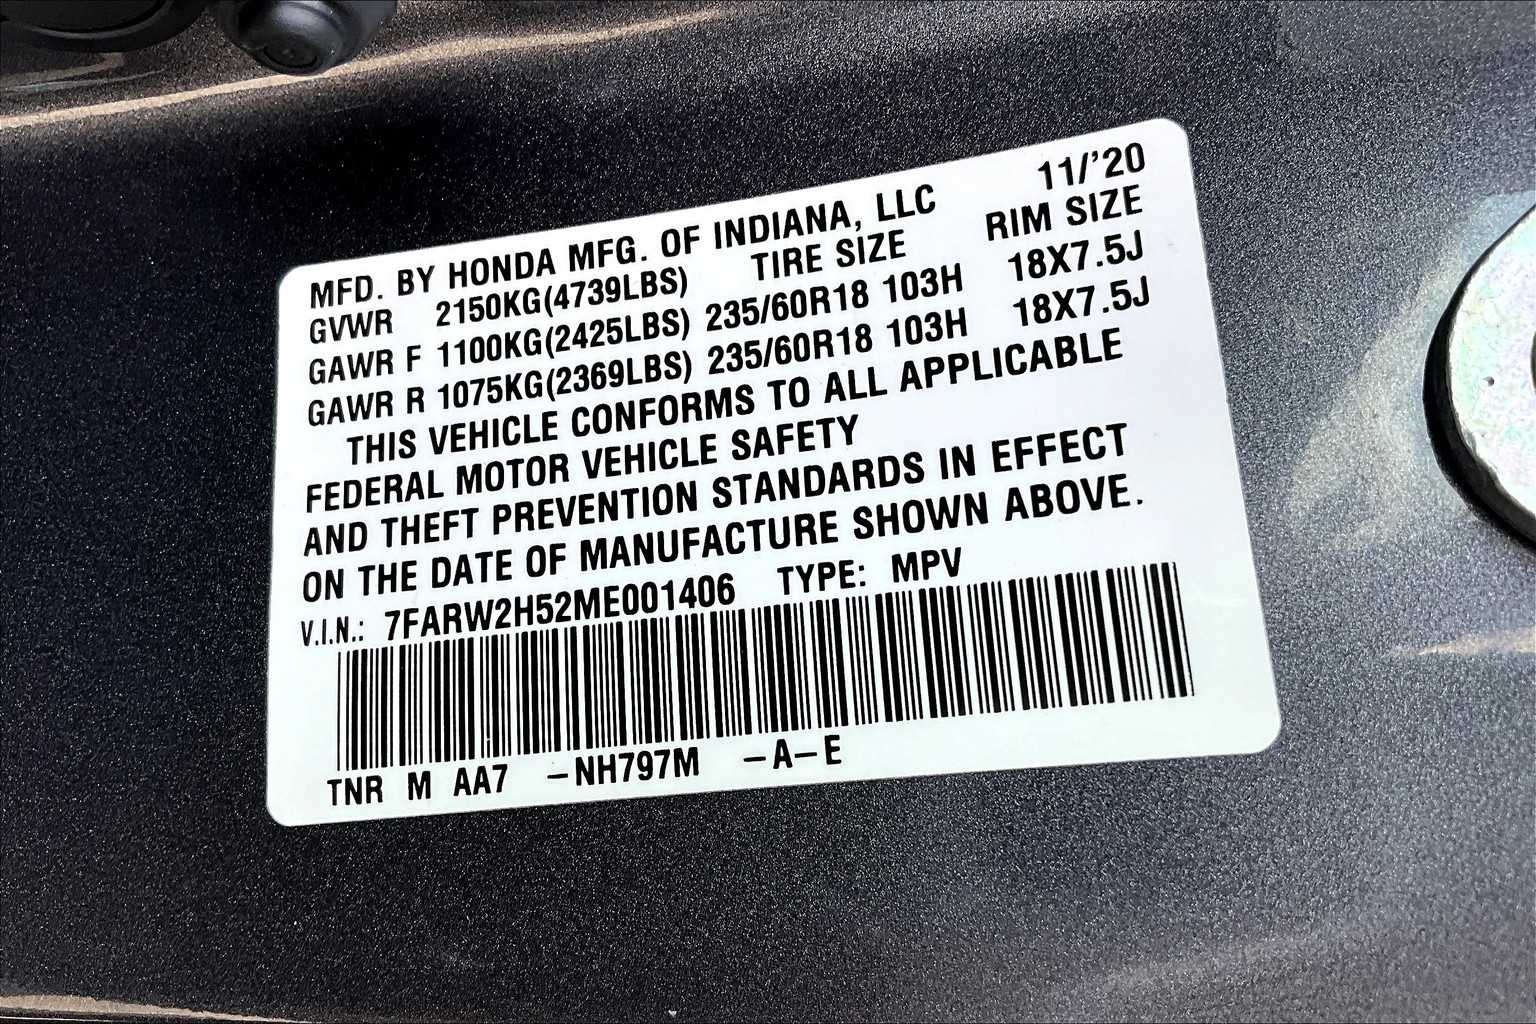 MFD. BY HONDA MFG. OF INDIANA, LLC 11/'20
GVWR 2150KG(4739LBS) TIRE SIZE RIM SIZE
GAWR F 1100KG(2425LBS) 235/60R18 103H 18X7.5J
GAWR R 1075KG(2369LBS) 235/60R18 103H 18X7.5J
THIS VEHICLE CONFORMS TO ALL APPLICABLE
FEDERAL MOTOR VEHICLE SAFETY
AND THEFT PREVENTION STANDARDS IN EFFECT
ON THE DATE OF MANUFACTURE SHOWN ABOVE.
V.I.N.: 7FARW2H52ME001406 TYPE: MPV
TNR M AA7 -NH797M -A-E